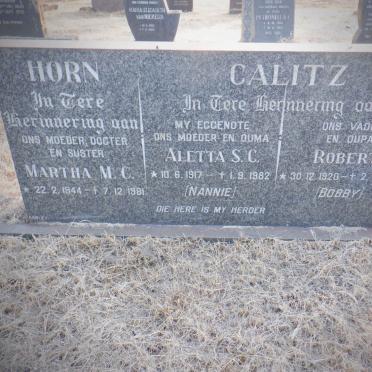 HORN
In Tere
Herinnering aan
ONS MOEDER, DOGTER
EN SUSTER
MARTHA M.C.
* 22.2.1944 - † 7.12.1981
CALITZ
In Tere Herinnering aan
MY EGGENOTE
ONS MOEDER EN OUMA
ALETTA S.C.
* 10.6.1917 - † 1.9.1982
(NANNIE)
ONS VAD
EN OUPA
ROBER
* 30.12.1920 - † 2.
(BOBBY)
DIE HERE IS MY HERDER
PETRONELLA